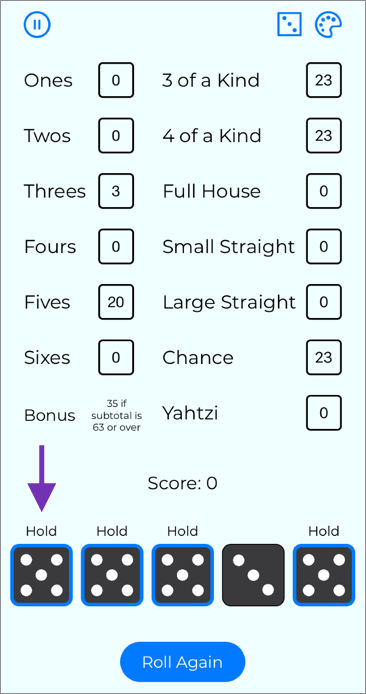 Ones 0 3 of a Kind 23
Twos 0 4 of a Kind 23
Threes 3 Full House 0
Fours 0 Small Straight 0
Fives 20 Large Straight 0
Sixes 0 Chance 23
Bonus 35 if
subtotal is
63 or over
Yahtzi 0
Score: 0
Hold Hold Hold Hold
Roll Again